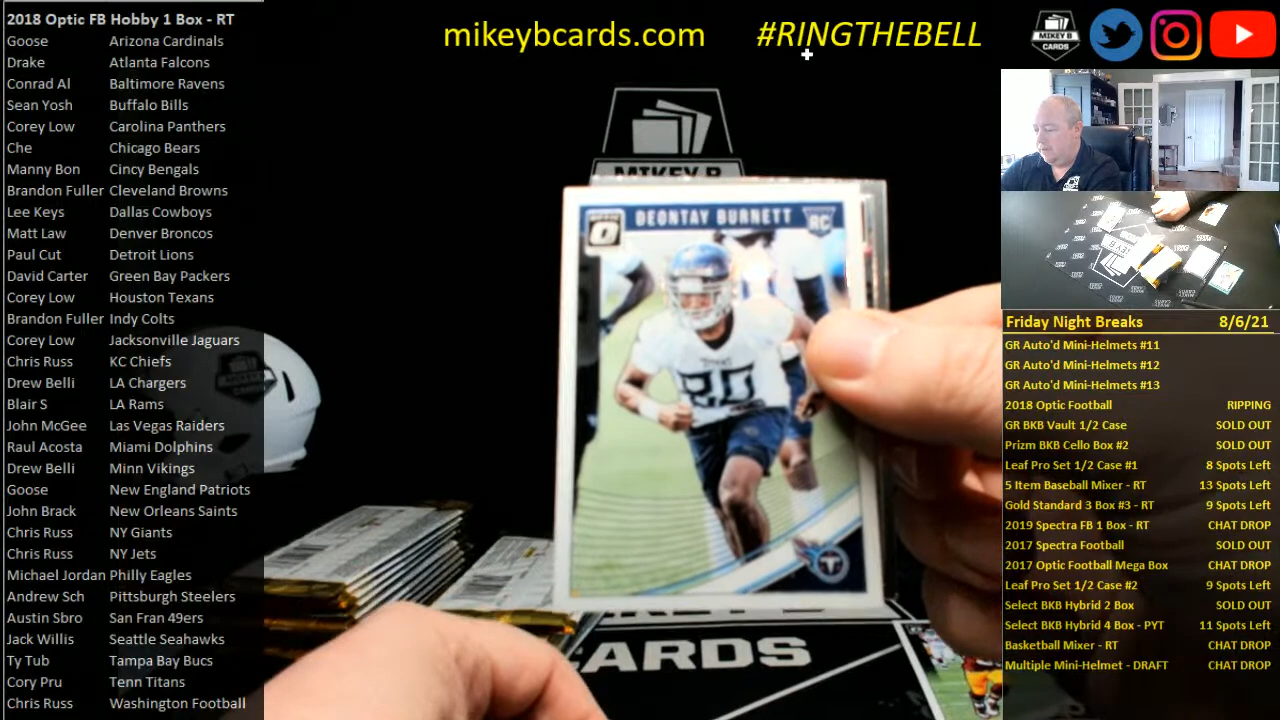 2018 Optic FB Hobby 1 Box - RT
Goose Arizona Cardinals
Drake Atlanta Falcons
Conrad Al Baltimore Ravens
Sean Yosh Buffalo Bills
Corey Low Carolina Panthers
Che Chicago Bears
Manny Bon Cincy Bengals
Brandon Fuller Cleveland Browns
Lee Keys Dallas Cowboys
Matt Law Denver Broncos
Paul Cut Detroit Lions
David Carter Green Bay Packers
Corey Low Houston Texans
Brandon Fuller Indy Colts
Corey Low Jacksonville Jaguars
Chris Russ KC Chiefs
Drew Belli LA Chargers
Blair S LA Rams
John McGee Las Vegas Raiders
Raul Acosta Miami Dolphins
Drew Belli Minn Vikings
Goose New England Patriots
John Brack New Orleans Saints
Chris Russ NY Giants
Chris Russ NY Jets
Michael Jordan Philly Eagles
Andrew Sch Pittsburgh Steelers
Austin Sbro San Fran 49ers
Jack Willis Seattle Seahawks
Ty Tub Tampa Bay Bucs
Cory Pru Tenn Titans
Chris Russ Washington Football
mikeybcards.com #RINGTHEBELL
MIKEY B
CARDS
MIKEY B
DEONTAY BURNETT RC
20
T
CARDS
Friday Night Breaks 8/6/21
GR Auto'd Mini-Helmets #11
GR Auto'd Mini-Helmets #12
GR Auto'd Mini-Helmets #13
2018 Optic Football RIPPING
GR BKB Vault 1/2 Case SOLD OUT
Prizm BKB Cello Box #2 SOLD OUT
Leaf Pro Set 1/2 Case #1 8 Spots Left
5 Item Baseball Mixer - RT 13 Spots Left
Gold Standard 3 Box #3 - RT 9 Spots Left
2019 Spectra FB 1 Box - RT CHAT DROP
2017 Spectra Football SOLD OUT
2017 Optic Football Mega Box CHAT DROP
Leaf Pro Set 1/2 Case #2 9 Spots Left
Select BKB Hybrid 2 Box SOLD OUT
Select BKB Hybrid 4 Box - PYT 11 Spots Left
Basketball Mixer - RT CHAT DROP
Multiple Mini-Helmet - DRAFT CHAT DROP